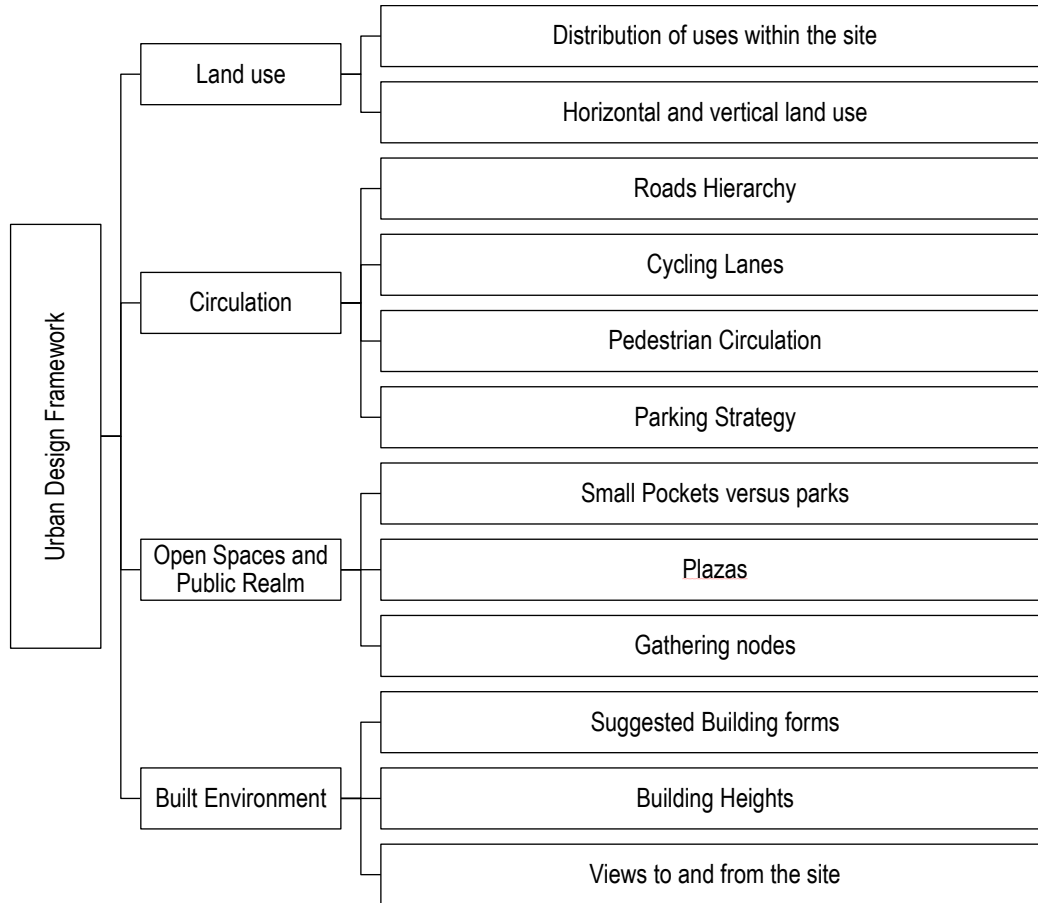 Urban Design Framework
Land use
Distribution of uses within the site
Horizontal and vertical land use
Circulation
Roads Hierarchy
Cycling Lanes
Pedestrian Circulation
Parking Strategy
Open Spaces and
Public Realm
Small Pockets versus parks
Plazas
Gathering nodes
Built Environment
Suggested Building forms
Building Heights
Views to and from the site